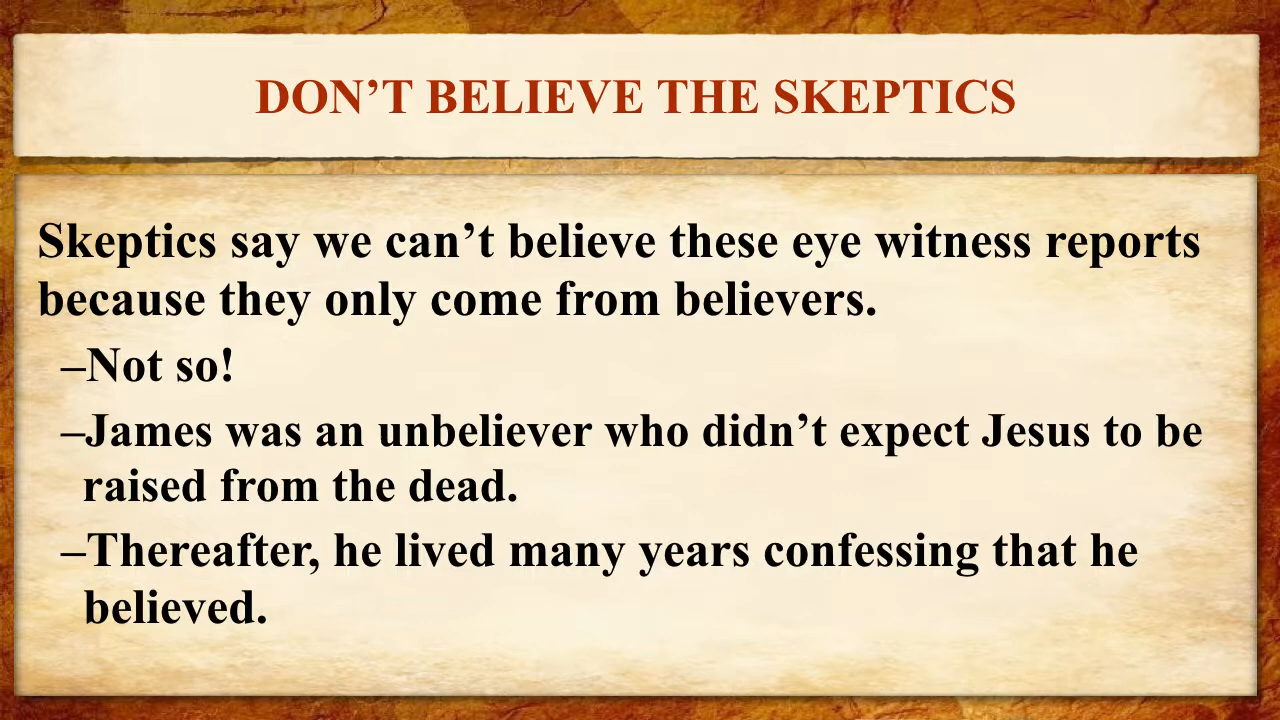 DON’T BELIEVE THE SKEPTICS
Skeptics say we can’t believe these eye witness reports
because they only come from believers.
–Not so!
–James was an unbeliever who didn’t expect Jesus to be
raised from the dead.
–Thereafter, he lived many years confessing that he
believed.